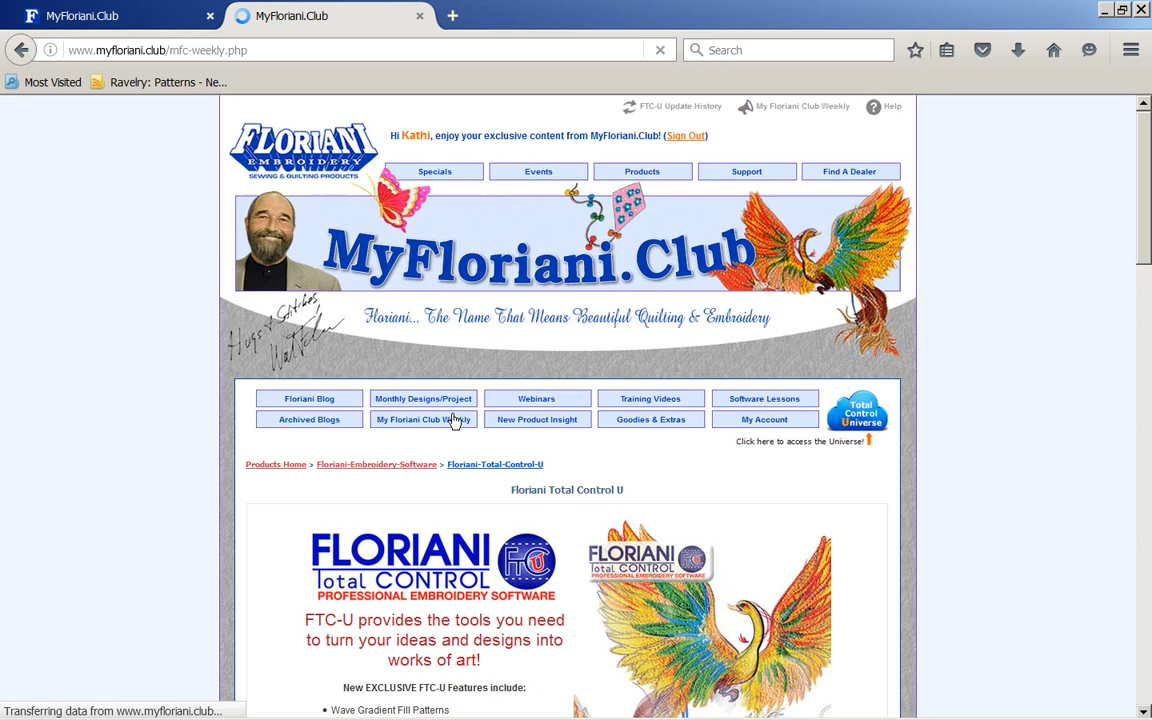 MyFloriani.Club
MyFloriani.Club
www.myfloriani.club/mfc-weekly.php
Search
Most Visited
Ravelry: Patterns - Ne...
FTC-U Update History
My Floriani Club Weekly
Help
FLORIANI
EMBROIDERY
SEWING & QUILTING PRODUCTS
Hi Kathi, enjoy your exclusive content from MyFloriani.Club! (Sign Out)
Specials
Events
Products
Support
Find A Dealer
MyFloriani.Club
Hugs & Stitches
Floriani... The Name That Means Beautiful Quilting & Embroidery
Floriani Blog
Monthly Designs/Project
Webinars
Training Videos
Software Lessons
Archived Blogs
My Floriani Club Weekly
New Product Insight
Goodies & Extras
My Account
Total
Control
Universe
Click here to access the Universe!
Products Home > Floriani-Embroidery-Software > Floriani-Total-Control-U
Floriani Total Control U
FLORIANI
Total CONTROL
PROFESSIONAL EMBROIDERY SOFTWARE
FTC U
FLORIANI
Total CONTROL
PROFESSIONAL EMBROIDERY SOFTWARE
FTC-U provides the tools you need
to turn your ideas and designs into
works of art!
New EXCLUSIVE FTC-U Features include:
• Wave Gradient Fill Patterns
Transferring data from www.myfloriani.club...